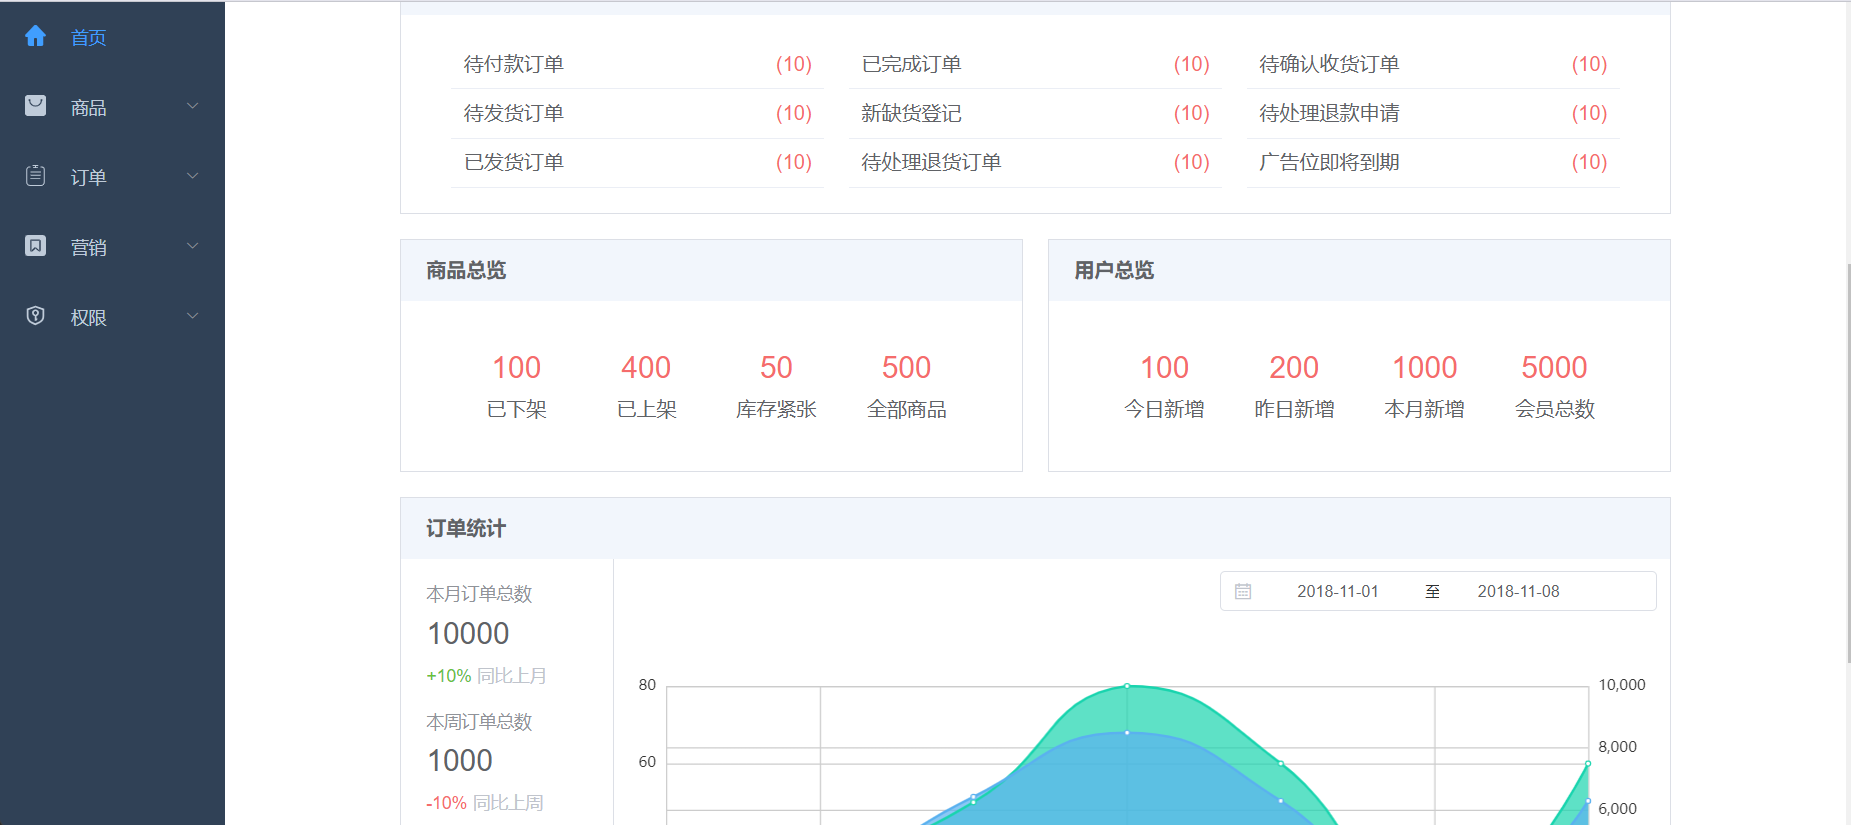 首页
商品
订单
营销
权限
待付款订单 (10) 已完成订单 (10) 待确认收货订单 (10)
待发货订单 (10) 新缺货登记 (10) 待处理退款申请 (10)
已发货订单 (10) 待处理退货订单 (10) 广告位即将到期 (10)
商品总览
100 400 50 500
已下架 已上架 库存紧张 全部商品
用户总览
100 200 1000 5000
今日新增 昨日新增 本月新增 会员总数
订单统计
本月订单总数
10000
+10% 同比上月
本周订单总数
1000
-10% 同比上周
2018-11-01 至 2018-11-08
80 10,000
8,000
60
6,000